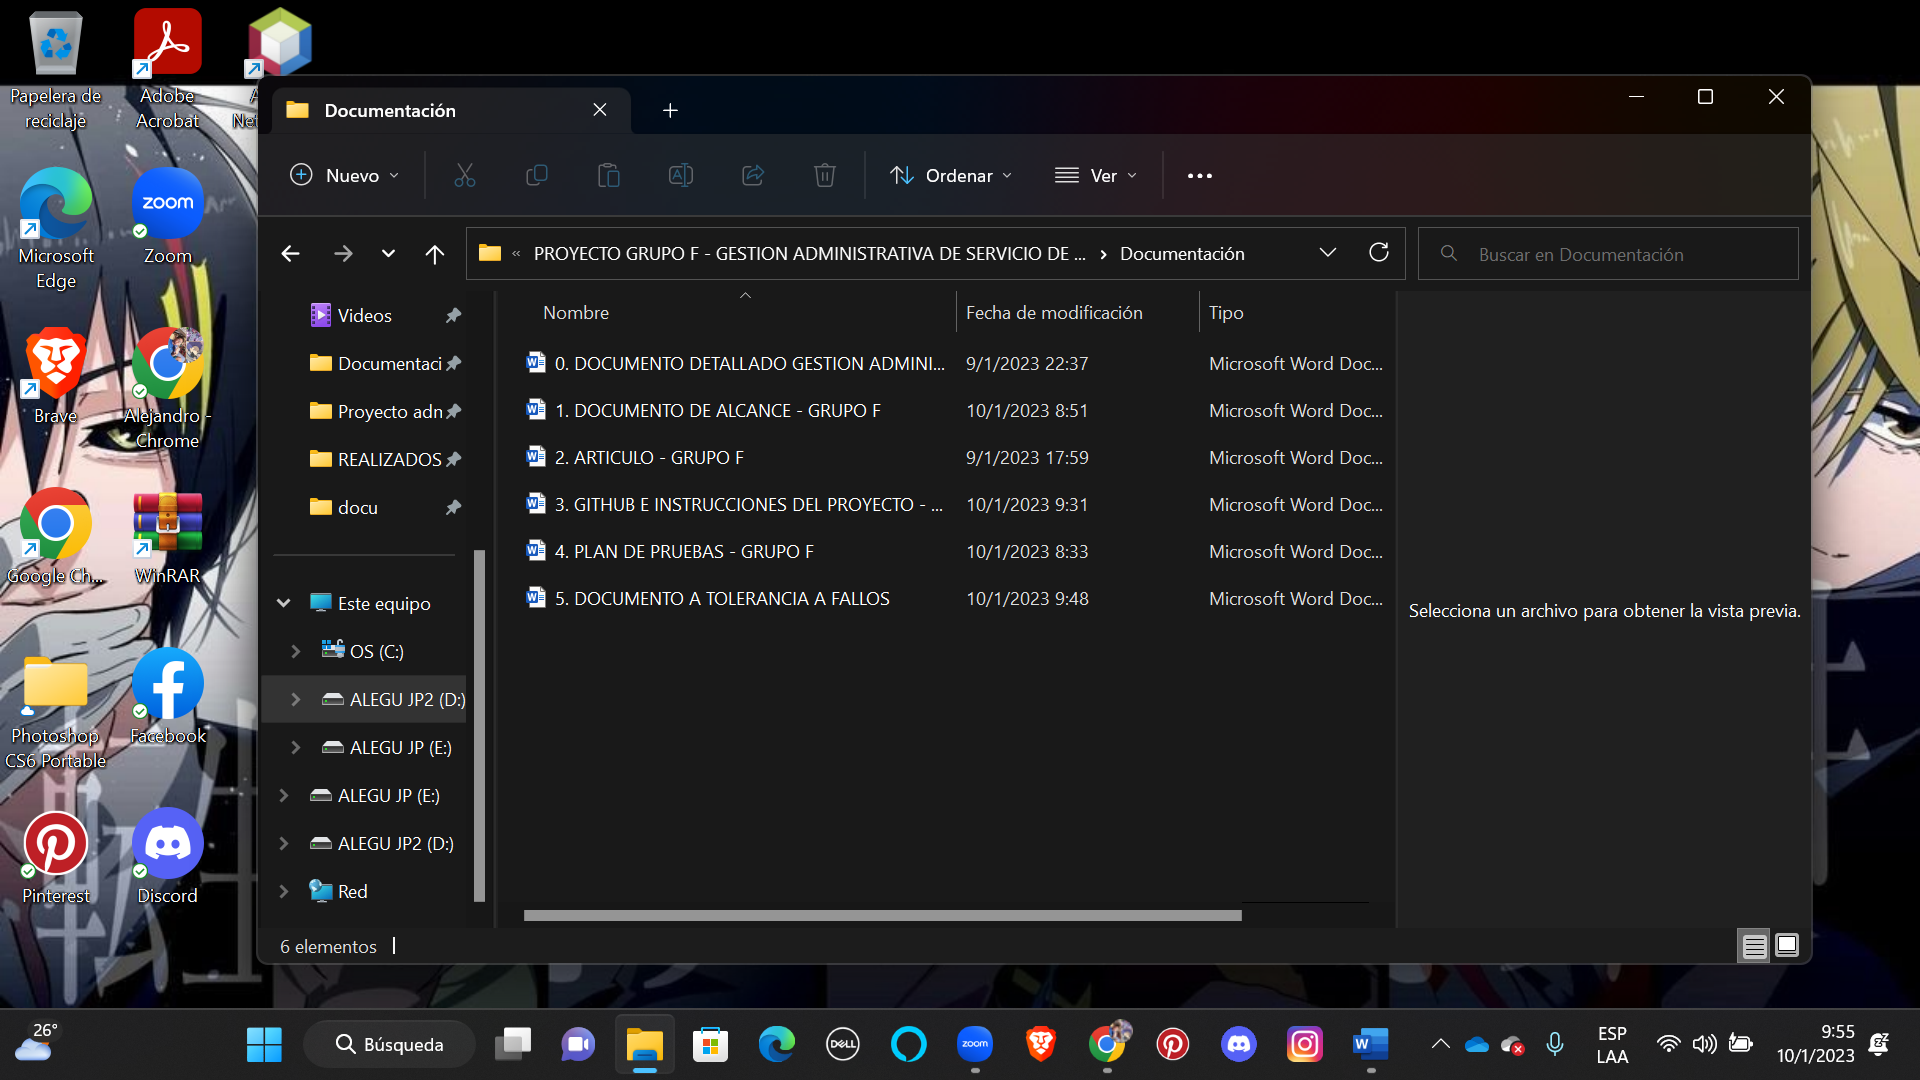 Papelera de
reciclaje
Adobe
Acrobat
Microsoft
Edge
zoom
Zoom
Brave
Alejandro -
Chrome
Google Ch...
WinRAR
Photoshop
CS6 Portable
Facebook
Pinterest
Discord
Documentación
Nuevo
Ordenar
Ver
« PROYECTO GRUPO F - GESTION ADMINISTRATIVA DE SERVICIO DE ... › Documentación
Buscar en Documentación
Videos
Documentaci
Proyecto adn
REALIZADOS
docu
Este equipo
OS (C:)
ALEGU JP2 (D:)
ALEGU JP (E:)
ALEGU JP (E:)
ALEGU JP2 (D:)
Red
Nombre Fecha de modificación Tipo
0. DOCUMENTO DETALLADO GESTION ADMINI... 9/1/2023 22:37 Microsoft Word Doc...
1. DOCUMENTO DE ALCANCE - GRUPO F 10/1/2023 8:51 Microsoft Word Doc...
2. ARTICULO - GRUPO F 9/1/2023 17:59 Microsoft Word Doc...
3. GITHUB E INSTRUCCIONES DEL PROYECTO - ... 10/1/2023 9:31 Microsoft Word Doc...
4. PLAN DE PRUEBAS - GRUPO F 10/1/2023 8:33 Microsoft Word Doc...
5. DOCUMENTO A TOLERANCIA A FALLOS 10/1/2023 9:48 Microsoft Word Doc...
Selecciona un archivo para obtener la vista previa.
6 elementos
26°
Búsqueda
DELL
zoom
ESP
LAA
9:55
10/1/2023